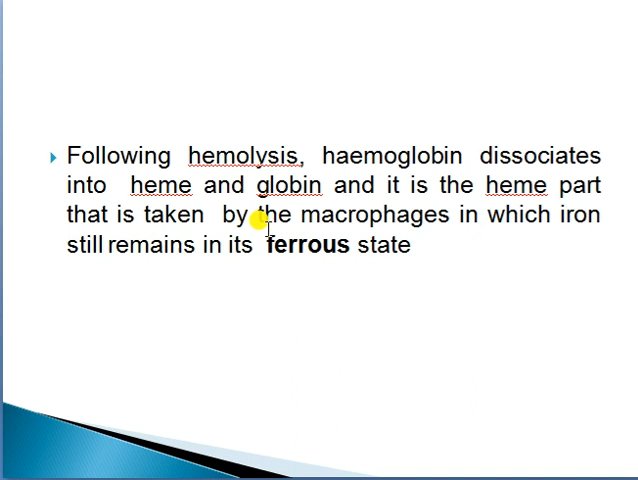 Following hemolysis, haemoglobin dissociates
into heme and globin and it is the heme part
that is taken by the macrophages in which iron
still remains in its ferrous state